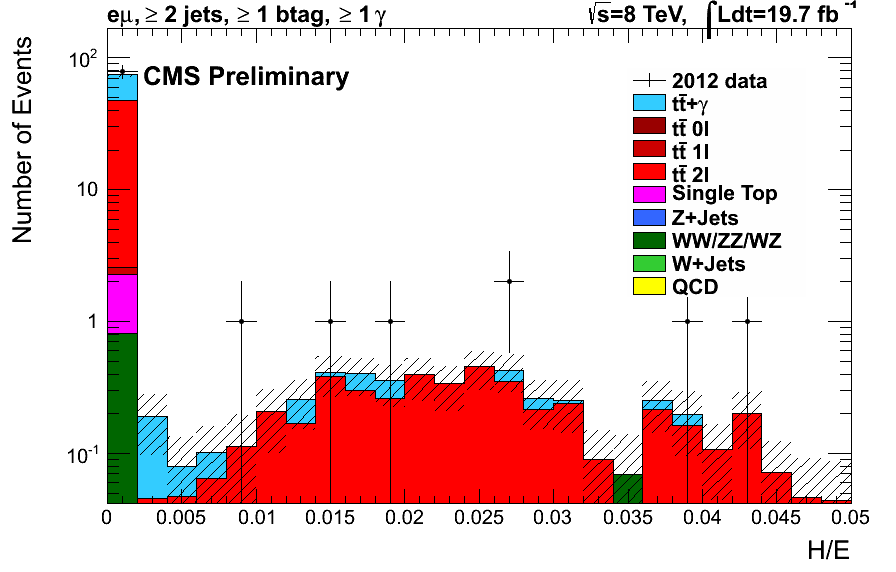 eμ, ≥ 2 jets, ≥ 1 btag, ≥ 1 γ
√s=8 TeV, ∫Ldt=19.7 fb⁻¹
CMS Preliminary
Number of Events
10²
10
1
10⁻¹
2012 data
tt̄+γ
tt̄ 0l
tt̄ 1l
tt̄ 2l
Single Top
Z+Jets
WW/ZZ/WZ
W+Jets
QCD
0 0.005 0.01 0.015 0.02 0.025 0.03 0.035 0.04 0.045 0.05
H/E